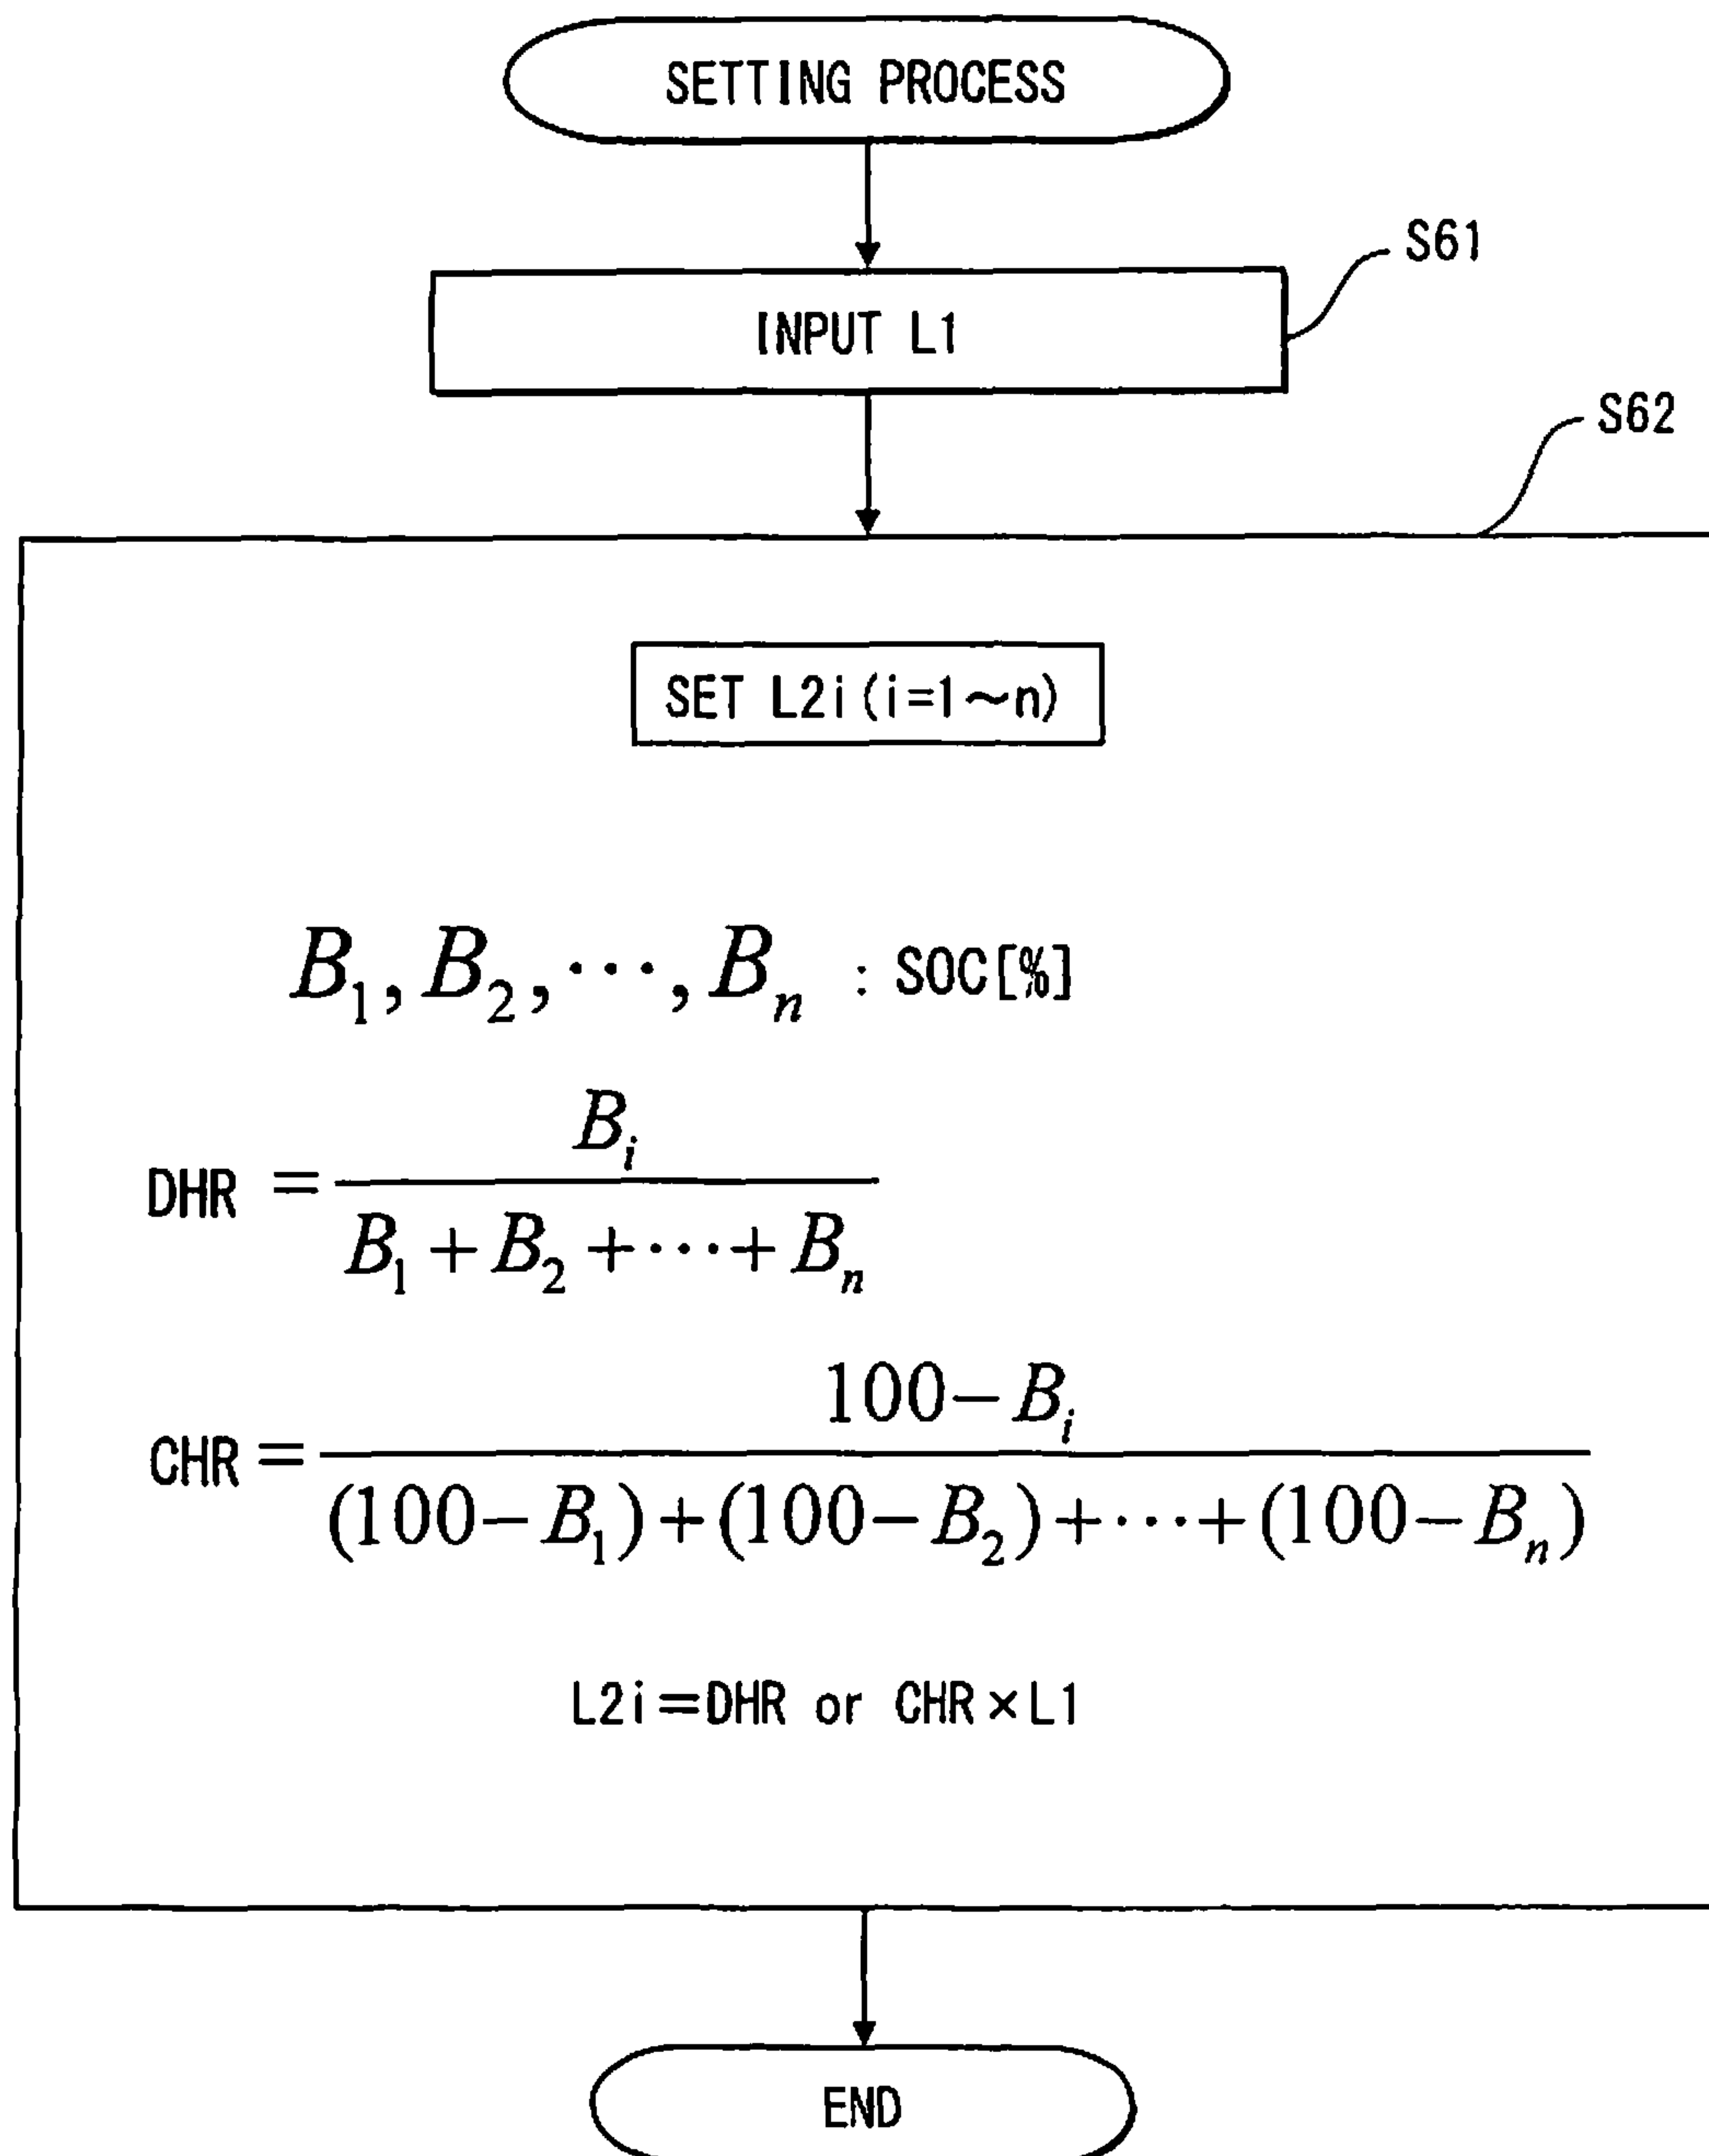 SETTING PROCESS
S61
INPUT L1
S62
SET L2i (i=1~n)
B₁, B₂, ⋯, Bₙ : SOC[%]
DHR = Bᵢ / (B₁ + B₂ + ⋯ + Bₙ)
CHR = (100 − Bᵢ) / ((100 − B₁) + (100 − B₂) + ⋯ + (100 − Bₙ))
L2i=DHR or CHR×L1
END